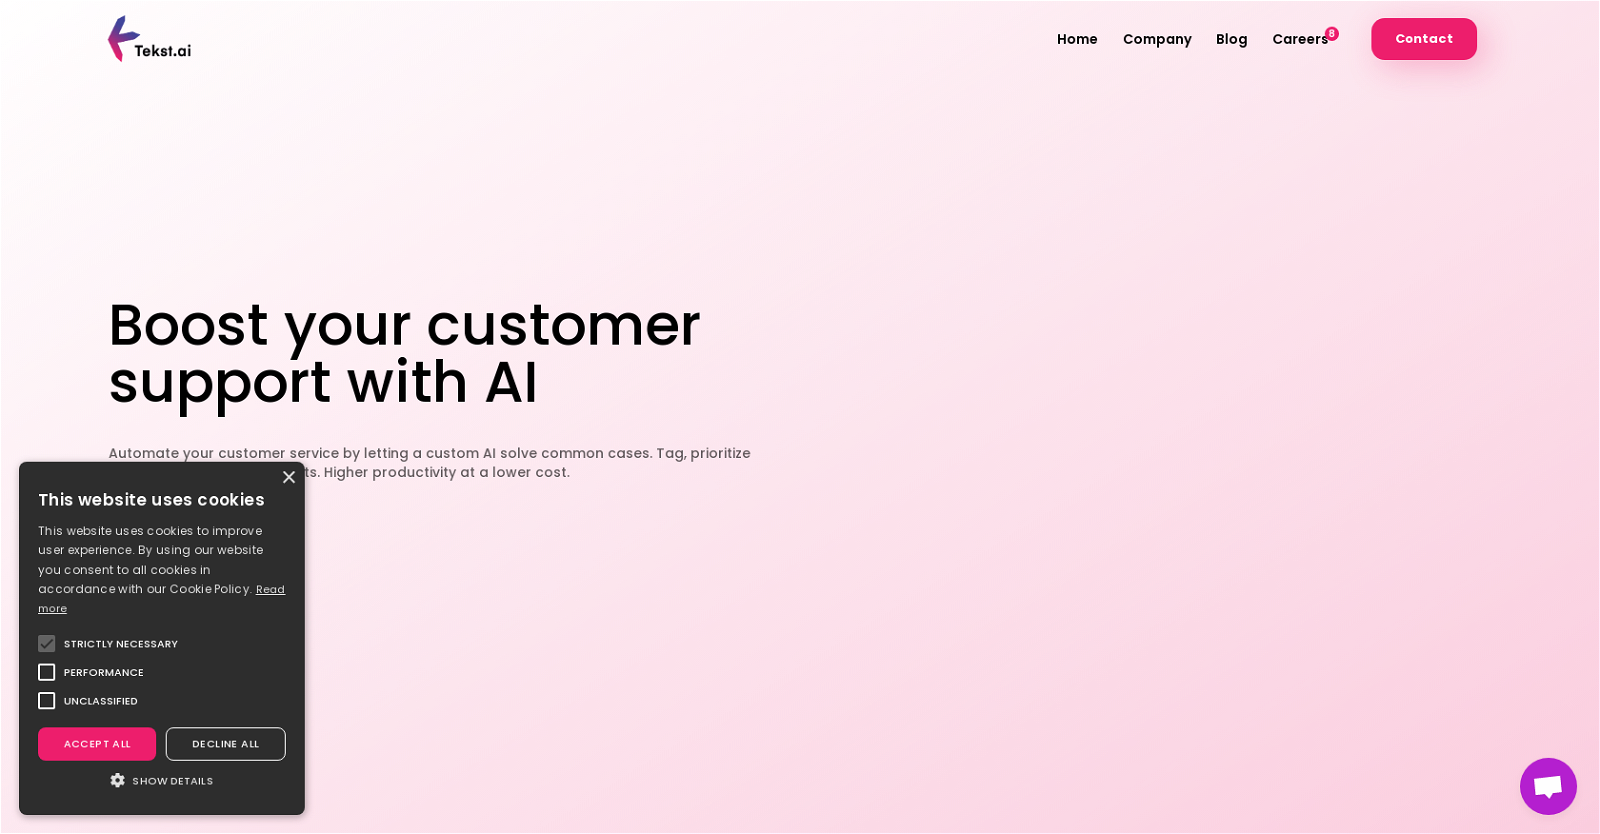 Tekst.ai
Home
Company
Blog
Careers
8
Contact
Boost your customer
support with AI
Automate your customer service by letting a custom AI solve common cases. Tag, prioritize
ts. Higher productivity at a lower cost.
×
This website uses cookies
This website uses cookies to improve
user experience. By using our website
you consent to all cookies in
accordance with our Cookie Policy. Read
more
STRICTLY NECESSARY
PERFORMANCE
UNCLASSIFIED
ACCEPT ALL
DECLINE ALL
SHOW DETAILS